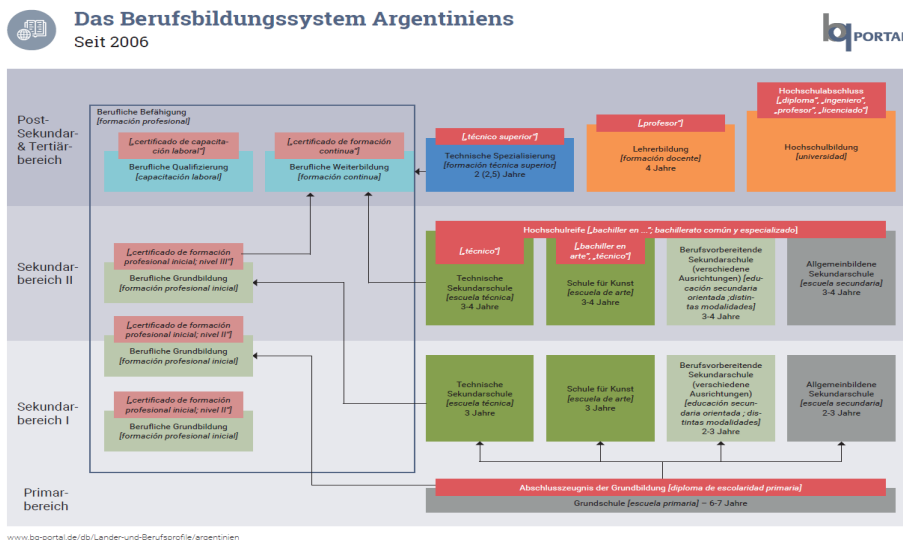 Das Berufsbildungssystem Argentiniens
Seit 2006
bq PORTAL
Post-
Sekundar-
& Tertiär-
bereich
Berufliche Befähigung
[formación profesional]
[„certificado de capacita-
ción laboral“]
Berufliche Qualifizierung
[capacitación laboral]
[„certificado de formación
continua“]
Berufliche Weiterbildung
[formación continua]
[„técnico superior“]
Technische Spezialisierung
[formación técnica superior]
2 (2,5) Jahre
[„profesor“]
Lehrerbildung
[formación docente]
4 Jahre
Hochschulabschluss
[„diploma“, „ingeniero“,
„profesor“, „licenciado“]
Hochschulbildung
[universidad]
Sekundar-
bereich II
[„certificado de formación
profesional inicial; nivel III“]
Berufliche Grundbildung
[formación profesional inicial]
Hochschulreife [„bachiller en ...“; bachillerato común y especializado]
[„técnico“]
Technische
Sekundarschule
[escuela técnica]
3-4 Jahre
[„bachiller en
arte“, „técnico“]
Schule für Kunst
[escuela de arte]
3-4 Jahre
Berufsvorbereitende
Sekundarschule
(verschiedene
Ausrichtungen) [edu-
cación secundaria
orientada ;distin-
tas modalidades]
3-4 Jahre
Allgemeinbildene
Sekundarschule
[escuela secundaria]
3-4 Jahre
[„certificado de formación
profesional inicial; nivel II“]
Berufliche Grundbildung
[formación profesional inicial]
Sekundar-
bereich I
[„certificado de formación
profesional inicial; nivel II“]
Berufliche Grundbildung
[formación profesional inicial]
Technische
Sekundarschule
[escuela técnica]
3 Jahre
Schule für Kunst
[escuela de arte]
3 Jahre
Berufsvorbereitende
Sekundarschule
(verschiedene
Ausrichtungen)
[educación secun-
daria orientada ; dis-
tintas modalidades]
2-3 Jahre
Allgemeinbildene
Sekundarschule
[escuela secundaria]
2-3 Jahre
Primar-
bereich
Abschlusszeugnis der Grundbildung [diploma de escolaridad primaria]
Grundschule [escuela primaria] – 6-7 Jahre
www.bq-portal.de/db/Lander-und-Berufsprofile/argentinien